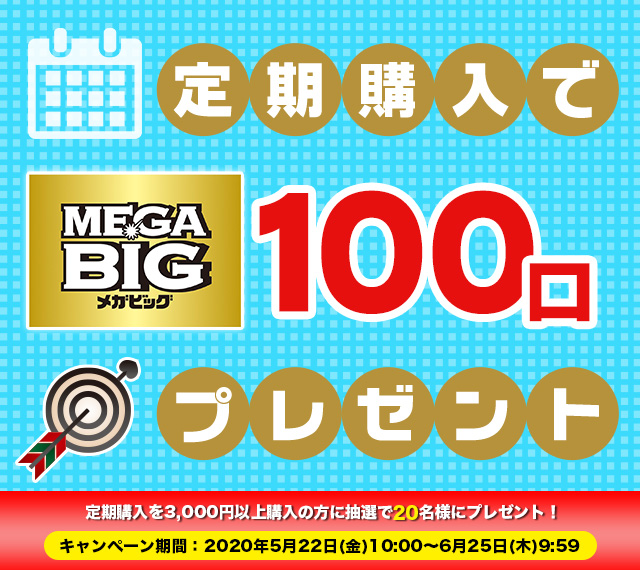 定期購入で
MEGA
BIG
メガビッグ
100口
プレゼント
定期購入を3,000円以上購入の方に抽選で20名様にプレゼント！
キャンペーン期間：2020年5月22日(金)10:00～6月25日(木)9:59